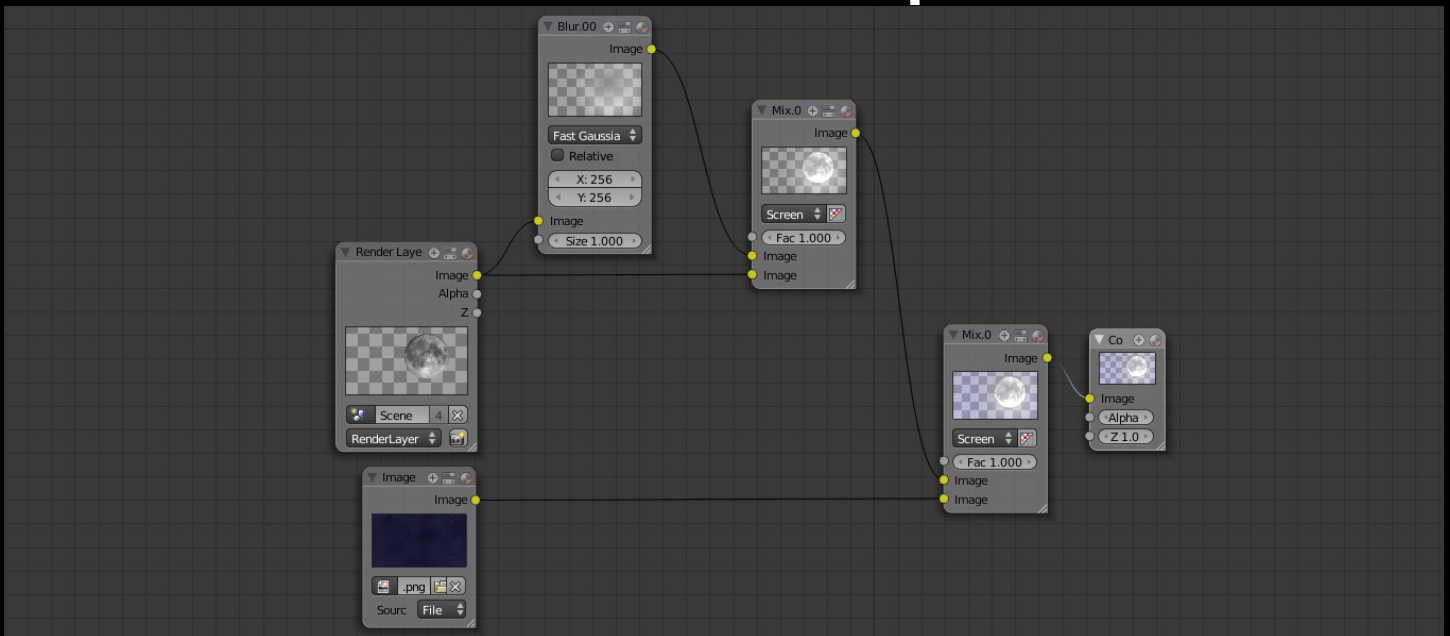 Blur.00
Image
Fast Gaussia
Relative
X: 256
Y: 256
Image
Size 1.000
Mix.0
Image
Screen
Fac 1.000
Image
Image
Render Laye
Image
Alpha
Z
Scene 4
RenderLayer
Mix.0
Image
Screen
Fac 1.000
Image
Image
Co
Image
Alpha
Z 1.0
Image
Image
.png
Sourc File